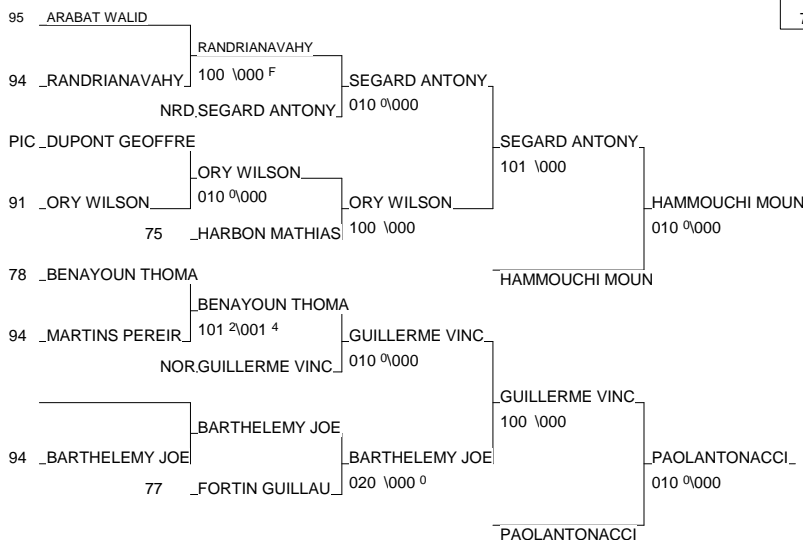 95 ARABAT WALID
7
RANDRIANAVAHY
94 RANDRIANAVAHY 100 \000 F SEGARD ANTONY
NRD SEGARD ANTONY 010 0\000
PIC DUPONT GEOFFRE SEGARD ANTONY
101 \000
ORY WILSON
91 ORY WILSON 010 0\000 ORY WILSON HAMMOUCHI MOUN
75 HARBON MATHIAS 100 \000 010 0\000
78 BENAYOUN THOMA HAMMOUCHI MOUN
BENAYOUN THOMA
94 MARTINS PEREIR 101 2\001 4 GUILLERME VINC
NOR GUILLERME VINC 010 0\000
GUILLERME VINC
100 \000
BARTHELEMY JOE
94 BARTHELEMY JOE BARTHELEMY JOE PAOLANTONACCI
77 FORTIN GUILLAU 020 \000 0 010 0\000
PAOLANTONACCI